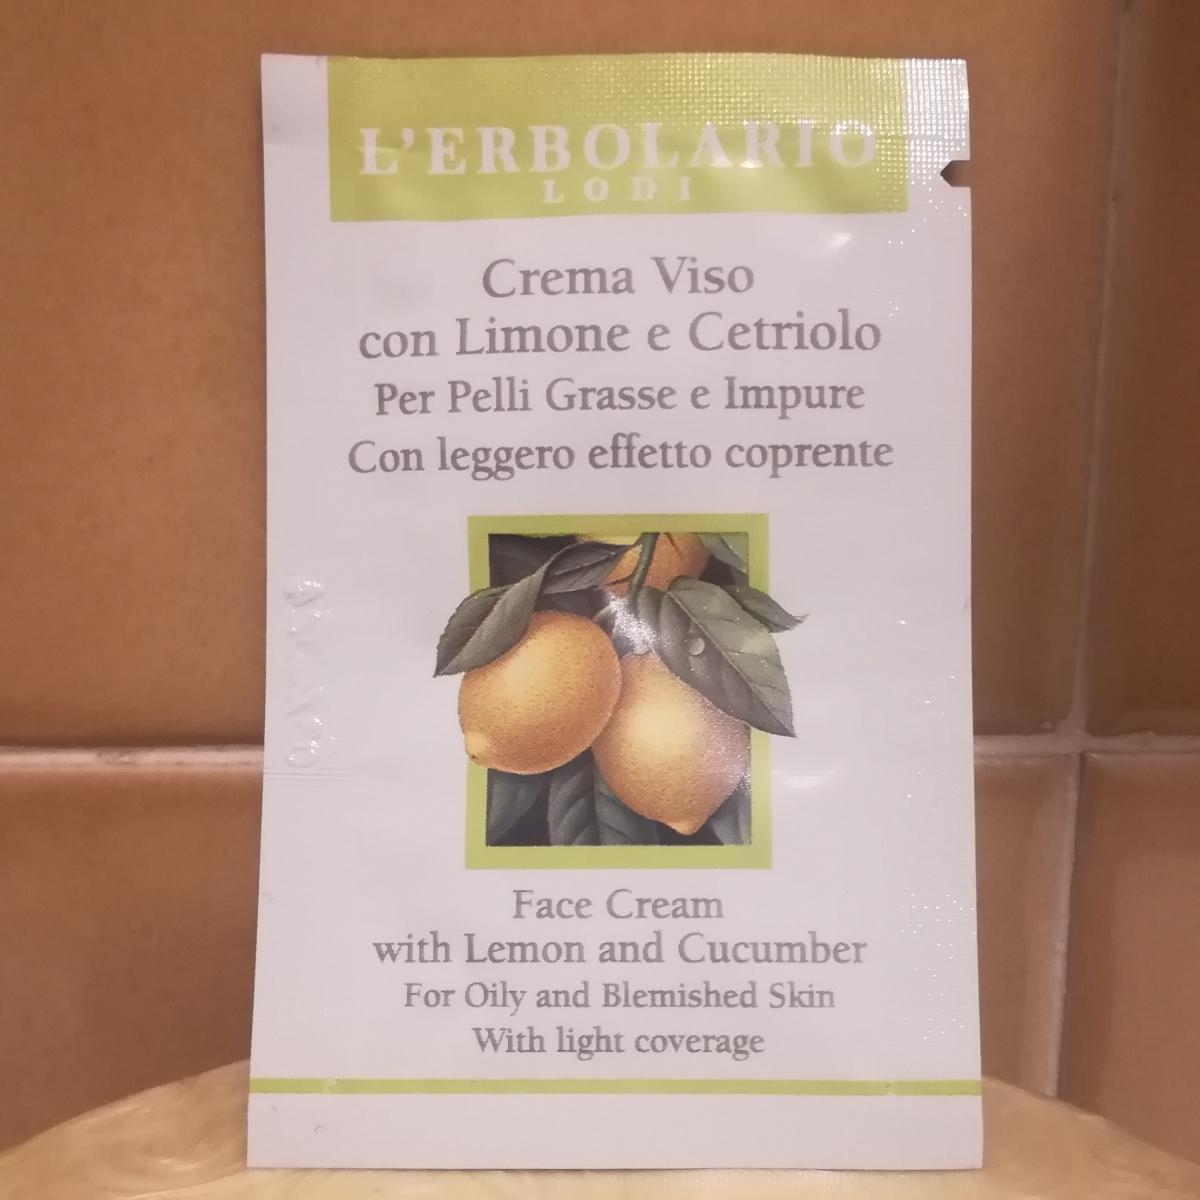 L'ERBOLARIO
LODI
Crema Viso
con Limone e Cetriolo
Per Pelli Grasse e Impure
Con leggero effetto coprente
Face Cream
with Lemon and Cucumber
For Oily and Blemished Skin
With light coverage